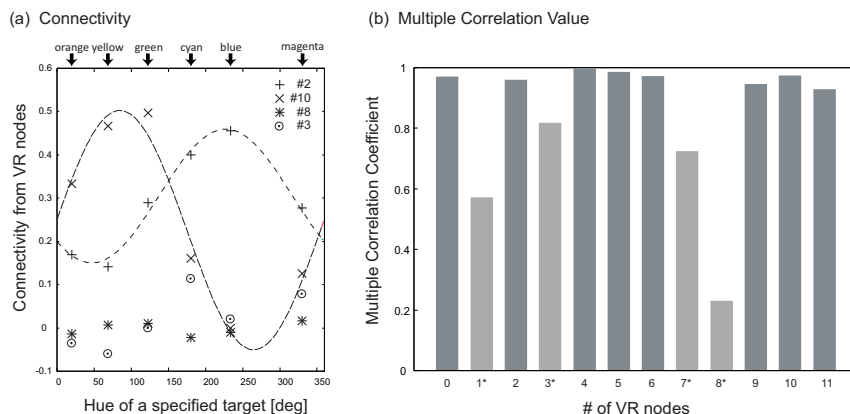 (a) Connectivity
orange yellow green cyan blue magenta
0.6
0.5
0.4
0.3
0.2
0.1
0
-0.1
Connectivity from VR nodes
#2
#10
#8
#3
0 50 100 150 200 250 300 350
Hue of a specified target [deg]
(b) Multiple Correlation Value
1
0.8
0.6
0.4
0.2
0
Multiple Correlation Coefficient
0 1* 2 3* 4 5 6 7* 8* 9 10 11
# of VR nodes